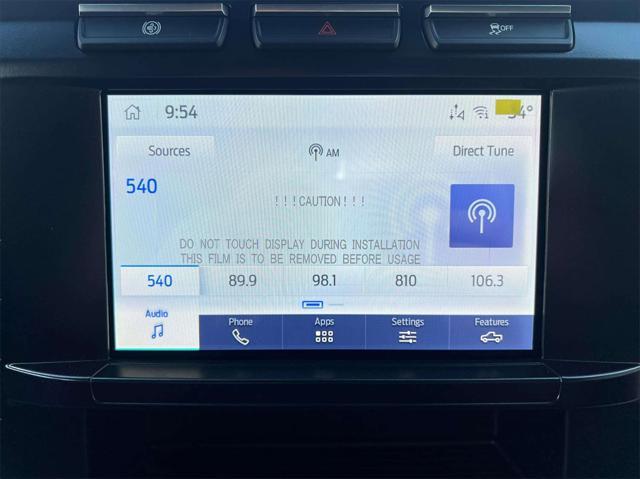 OFF
9:54
54°
Sources
AM
Direct Tune
540
!!!CAUTION!!!
DO NOT TOUCH DISPLAY DURING INSTALLATION
THIS FILM IS TO BE REMOVED BEFORE USAGE
540 89.9 98.1 810 106.3
Audio Phone Apps Settings Features